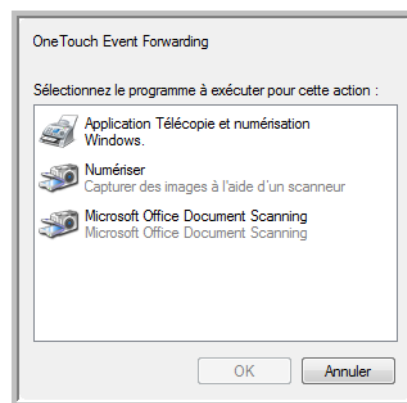 OneTouch Event Forwarding
Sélectionnez le programme à exécuter pour cette action :
Application Télécopie et numérisation
Windows.
Numériser
Capturer des images à l'aide d'un scanneur
Microsoft Office Document Scanning
Microsoft Office Document Scanning
OK
Annuler